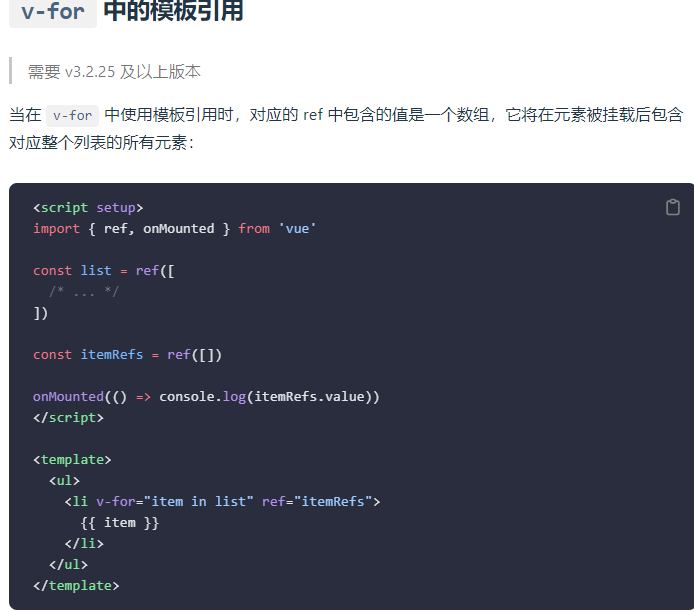 v-for 中的模板引用
需要 v3.2.25 及以上版本
当在 v-for 中使用模板引用时，对应的 ref 中包含的值是一个数组，它将在元素被挂载后包含
对应整个列表的所有元素：
<script setup>
import { ref, onMounted } from 'vue'
const list = ref([
  /* ... */
])
const itemRefs = ref([])
onMounted(() => console.log(itemRefs.value))
</script>
<template>
  <ul>
    <li v-for="item in list" ref="itemRefs">
      {{ item }}
    </li>
  </ul>
</template>